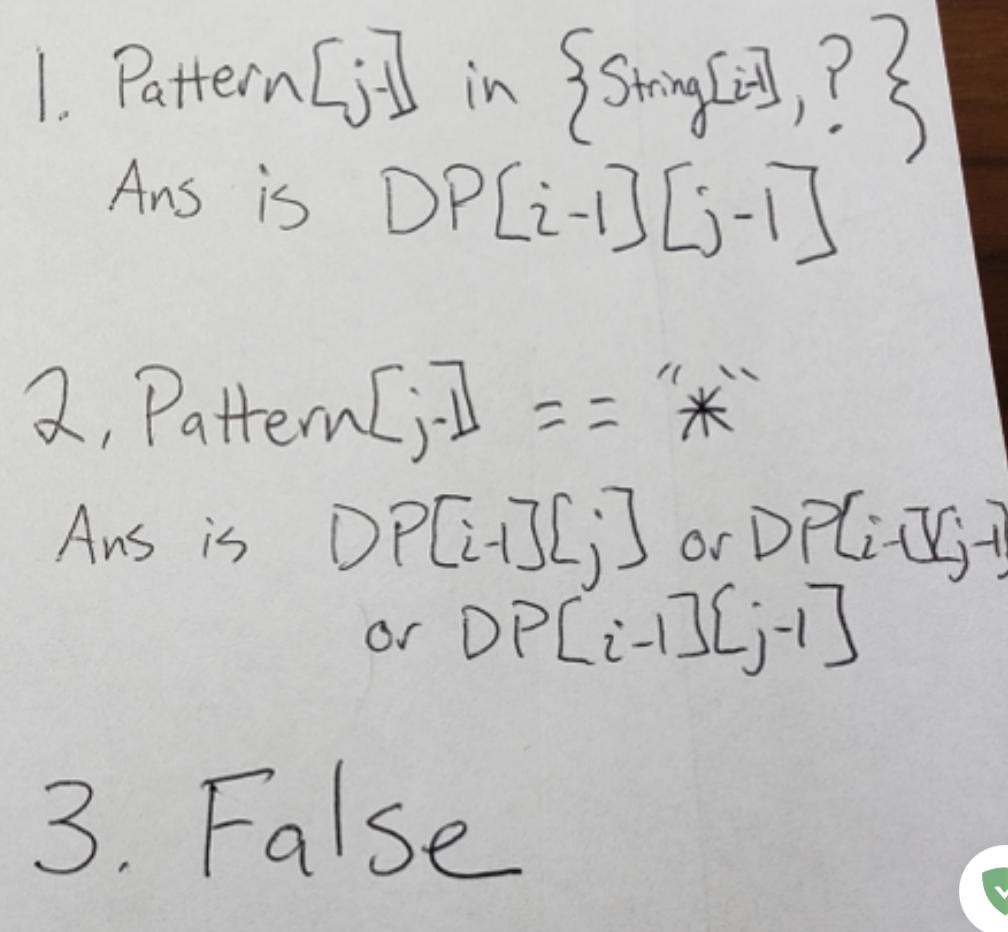 1. Pattern[j-1] in {String[i-1], ?}
Ans is DP[i-1][j-1]
2. Pattern[j-1] == "*"
Ans is DP[i-1][j] or DP[i-1][j-1]
or DP[i-1][j-1]
3. False